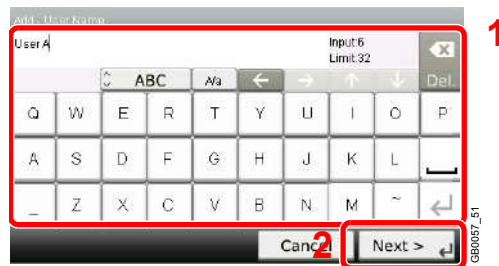 Add - User Name
User A
Input:6
Limit:32
1
ABC A/a ← → ↑ ↓ Del.
Q W E R T Y U I O P
A S D F G H J K L
_ Z X C V B N M ~
Cancel
2
Next >
GB0057_51